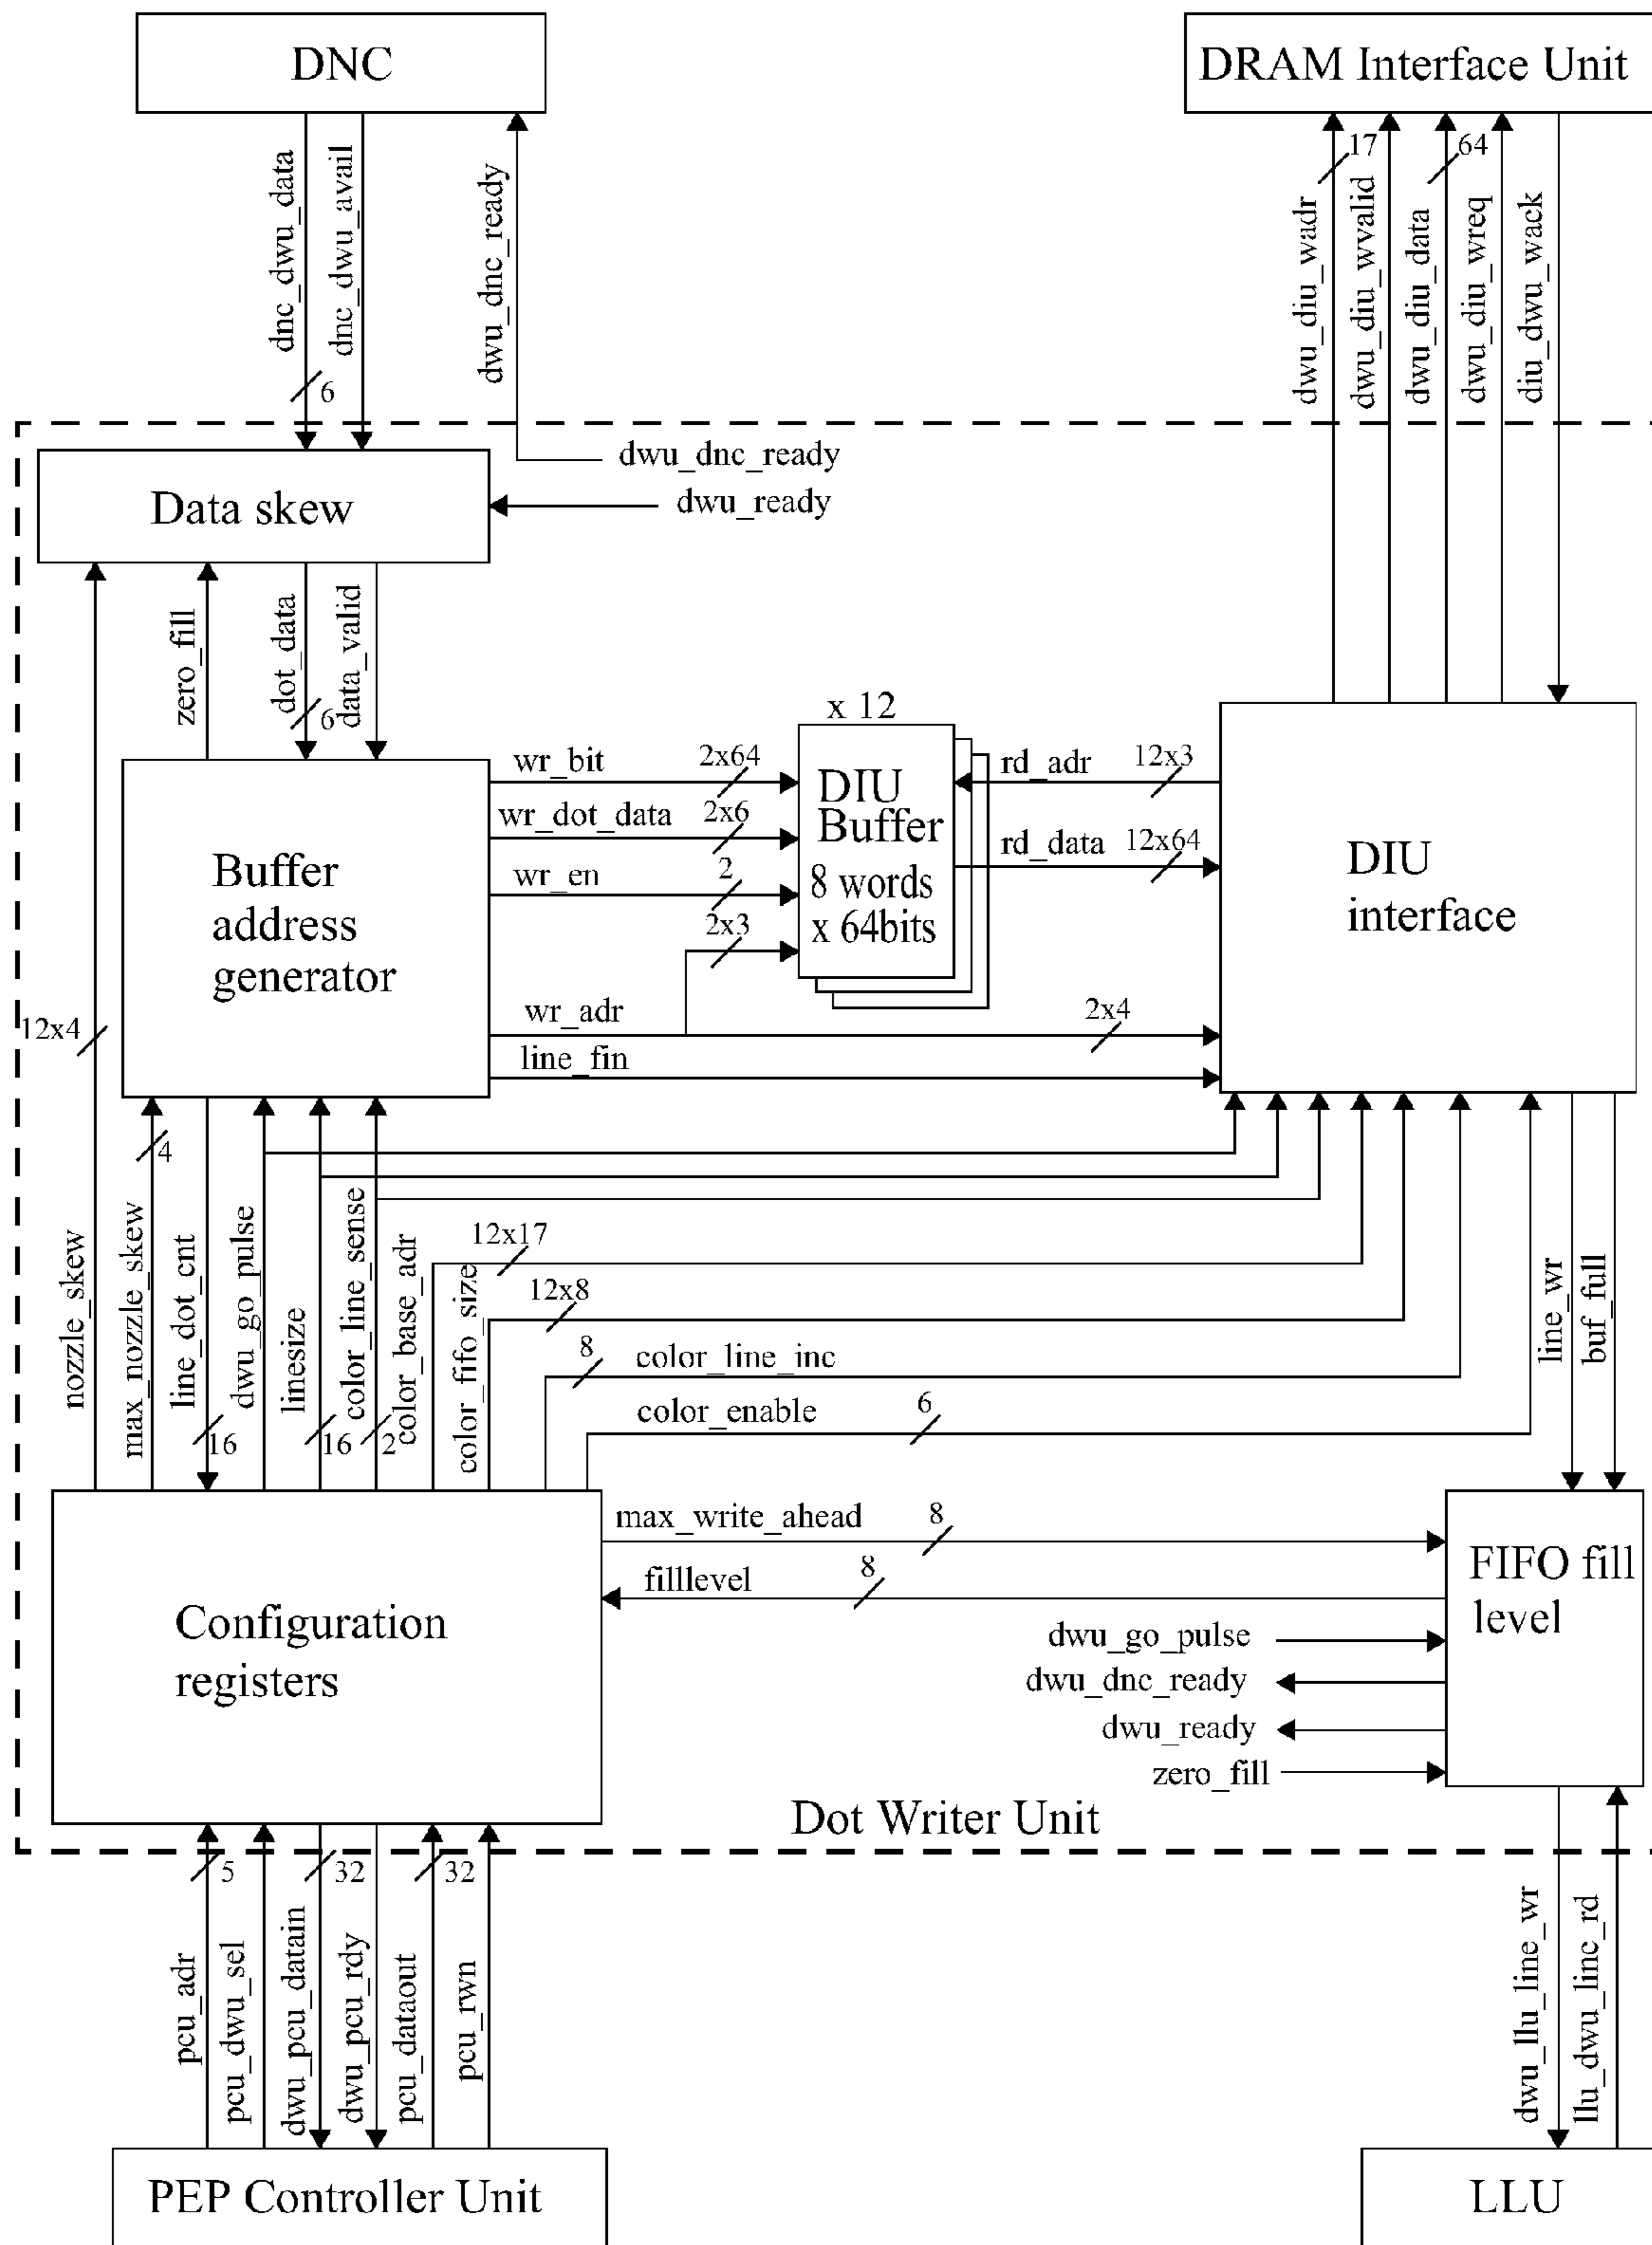 DNC
DRAM Interface Unit
dnc_dwu_data
dnc_dwu_avail
dwu_dnc_ready
6
dwu_diu_wadr
17
dwu_diu_wvalid
dwu_diu_data
64
dwu_diu_wreq
diu_dwu_wack
dwu_dnc_ready
dwu_ready
Data skew
zero_fill
dot_data
6
data_valid
x 12
wr_bit
2x64
DIU
Buffer
8 words
x 64bits
rd_adr
12x3
wr_dot_data
2x6
rd_data
12x64
wr_en
2
2x3
Buffer
address
generator
DIU
interface
wr_adr
2x4
line_fin
12x4
4
nozzle_skew
max_nozzle_skew
line_dot_cnt
16
dwu_go_pulse
linesize
16
color_line_sense
2
color_base_adr
12x17
color_fifo_size
12x8
8
color_line_inc
color_enable
6
line_wr
buf_full
max_write_ahead
8
filllevel
8
Configuration
registers
FIFO fill
level
dwu_go_pulse
dwu_dnc_ready
dwu_ready
zero_fill
Dot Writer Unit
5
32
32
pcu_adr
pcu_dwu_sel
dwu_pcu_datain
dwu_pcu_rdy
pcu_dataout
pcu_rwn
dwu_llu_line_wr
llu_dwu_linc_rd
PEP Controller Unit
LLU